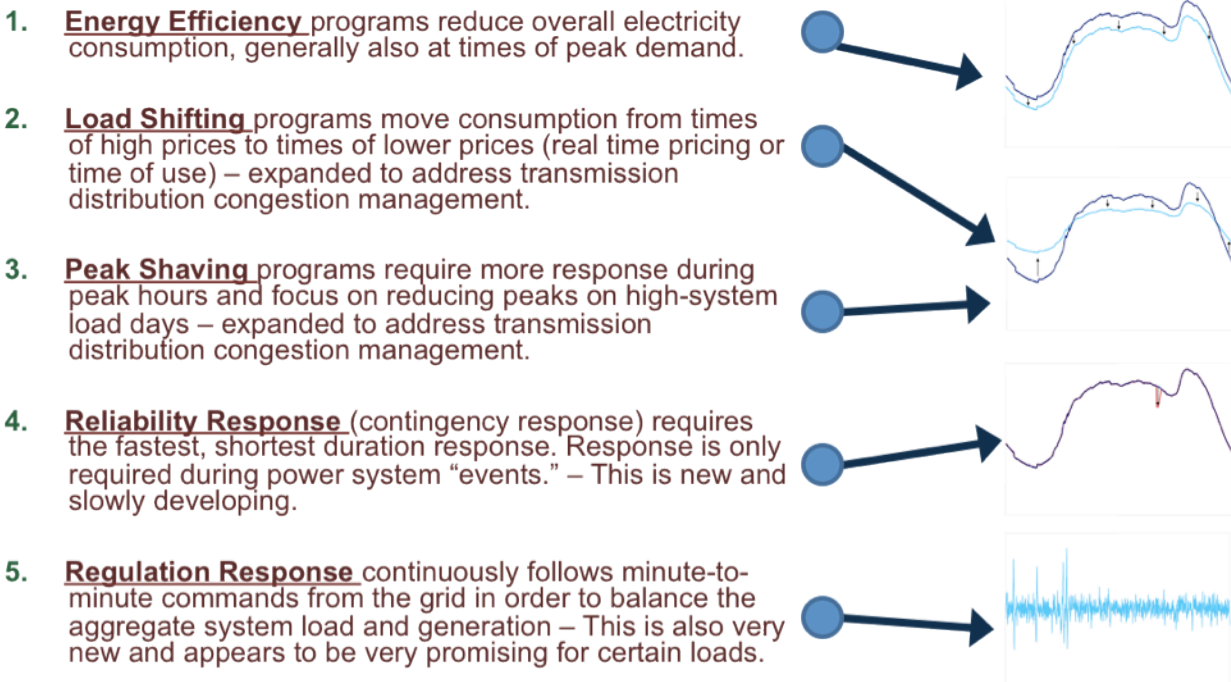 1. Energy Efficiency programs reduce overall electricity
consumption, generally also at times of peak demand.
2. Load Shifting programs move consumption from times
of high prices to times of lower prices (real time pricing or
time of use) – expanded to address transmission
distribution congestion management.
3. Peak Shaving programs require more response during
peak hours and focus on reducing peaks on high-system
load days – expanded to address transmission
distribution congestion management.
4. Reliability Response (contingency response) requires
the fastest, shortest duration response. Response is only
required during power system “events.” – This is new and
slowly developing.
5. Regulation Response continuously follows minute-to-
minute commands from the grid in order to balance the
aggregate system load and generation – This is also very
new and appears to be very promising for certain loads.